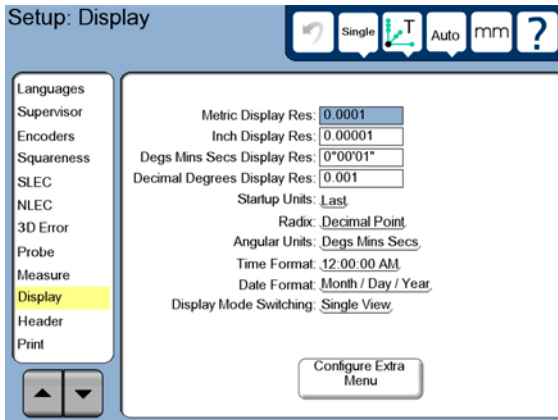 Setup: Display
Single
T
Auto
mm
?
Languages
Supervisor
Encoders
Squareness
SLEC
NLEC
3D Error
Probe
Measure
Display
Header
Print
Metric Display Res: 0.0001
Inch Display Res: 0.00001
Degs Mins Secs Display Res: 0°00'01"
Decimal Degrees Display Res: 0.001
Startup Units: Last
Radix: Decimal Point
Angular Units: Degs Mins Secs
Time Format: 12:00:00 AM
Date Format: Month / Day / Year
Display Mode Switching: Single View
Configure Extra
Menu